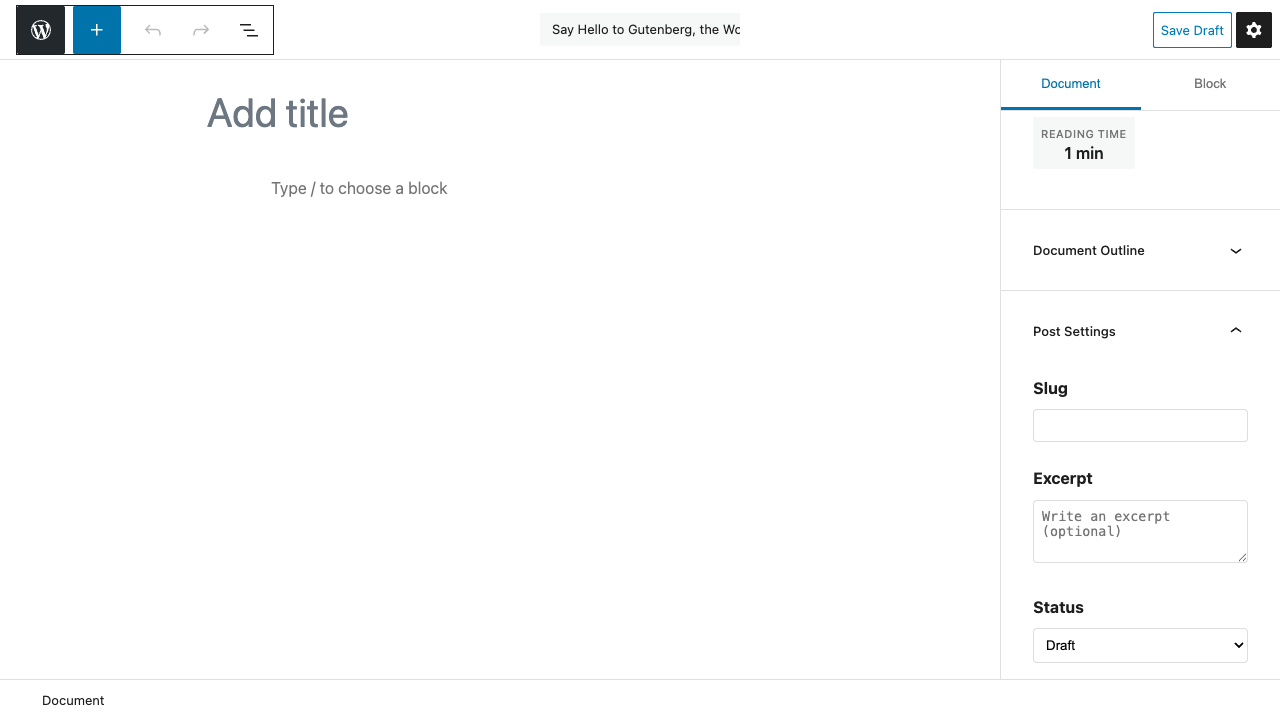 Say Hello to Gutenberg, the Wo
Save Draft
Add title
Type / to choose a block
Document
Block
READING TIME
1 min
Document Outline
Post Settings
Slug
Excerpt
Write an excerpt
(optional)
Status
Draft
Document